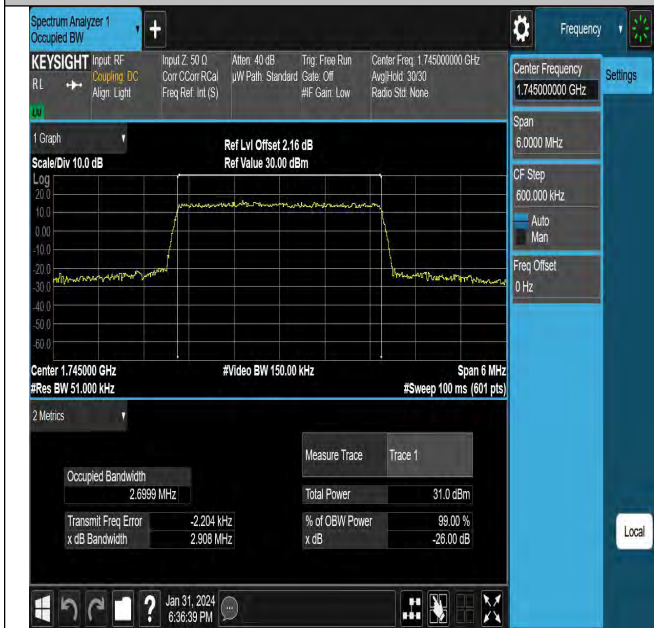 Spectrum Analyzer 1
Occupied BW
+
Frequency
KEYSIGHT
RL
Input: RF
Coupling: DC
Align: Light
Input Z: 50 Ω
Corr CCorr RCal
Freq Ref: Int (S)
Atten: 40 dB
µW Path: Standard
Trig: Free Run
Gate: Off
#IF Gain: Low
Center Freq: 1.745000000 GHz
Avg|Hold: 30/30
Radio Std: None
Center Frequency
1.745000000 GHz
Settings
Span
6.0000 MHz
CF Step
600.000 kHz
Auto
Man
Freq Offset
0 Hz
1 Graph
Scale/Div 10.0 dB
Ref Lvl Offset 2.16 dB
Ref Value 30.00 dBm
Log
20.0
10.0
0.00
-10.0
-20.0
-30.0
-40.0
-50.0
-60.0
Center 1.745000 GHz
#Video BW 150.00 kHz
Span 6 MHz
#Res BW 51.000 kHz
#Sweep 100 ms (601 pts)
2 Metrics
Measure Trace
Trace 1
Occupied Bandwidth
2.6999 MHz
Total Power
31.0 dBm
Transmit Freq Error
-2.204 kHz
% of OBW Power
99.00 %
x dB Bandwidth
2.908 MHz
x dB
-26.00 dB
Local
?
Jan 31, 2024
6:36:39 PM